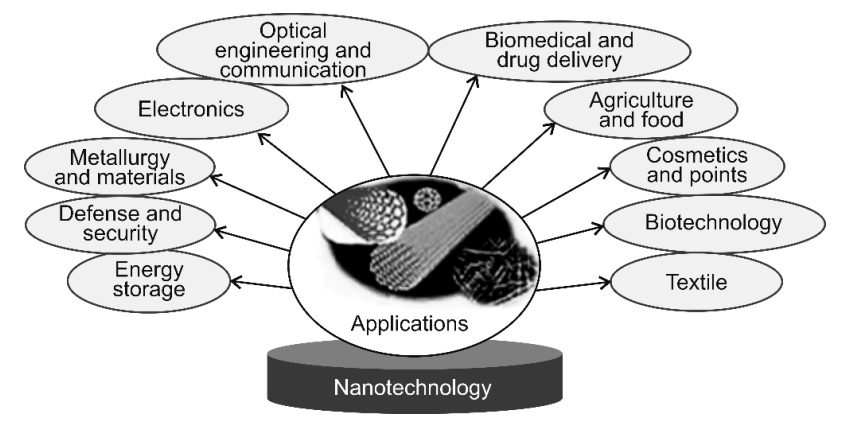 Optical
engineering and
communication
Biomedical and
drug delivery
Electronics
Agriculture
and food
Metallurgy
and materials
Cosmetics
and points
Defense and
security
Biotechnology
Energy
storage
Textile
Applications
Nanotechnology